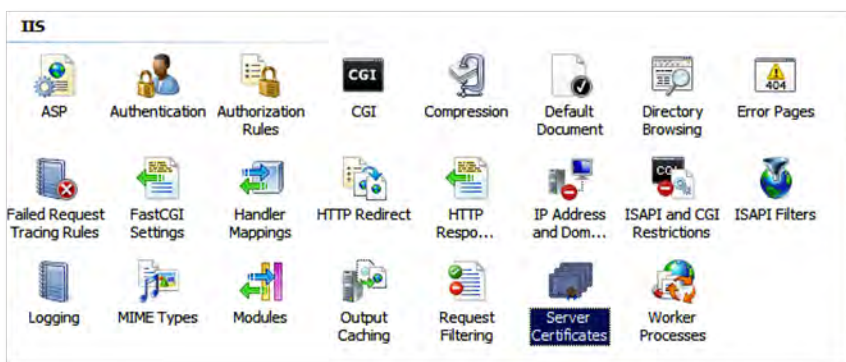 IIS
CGI
ASP
Authentication
Authorization
Rules
CGI
Compression
Default
Document
Directory
Browsing
404
Error Pages
Failed Request
Tracing Rules
FastCGI
Settings
Handler
Mappings
HTTP Redirect
HTTP
Respo...
IP Address
and Dom...
ISAPI and CGI
Restrictions
ISAPI Filters
Logging
MIME Types
Modules
Output
Caching
Request
Filtering
Server
Certificates
Worker
Processes